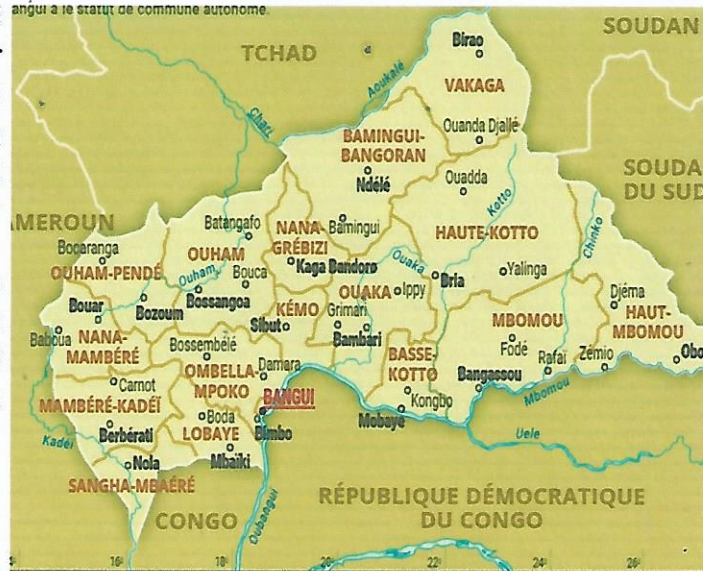 angui a le statut de commune autonome.
SOUDAN
TCHAD
Birao
Aoukalé
VAKAGA
Chari
Ouanda Djallé
BAMINGUI-
BANGORAN
Ndélé
Ouadda
SOUDA
DU SUD
Kotto
AMEROUN
Batangafo
NANA-
GRÉBIZI
Bamingui
HAUTE-KOTTO
Chinko
Bocaranga
OUHAM
OUHAM-PENDÉ
Ouham
Bouca
Kaga Bandoro
Ouaka
Bria
Yalinga
Bouar
Bozoum
Bossangoa
OUAKA
Ippy
Djéma
KÉMO
Grimari
MBOMOU
HAUT-
MBOMOU
Baboua
NANA-
MAMBÉRÉ
Sibut
Bambari
Bossembélé
BASSE-
KOTTO
Fodé
Rafaï
Zémio
Obo
OMBELLA-
MPOKO
Damara
Carnot
BANGUI
Bangassou
Mbomou
MAMBÉRÉ-KADÉÏ
Boda
Bimbo
Mobaye
Kongbo
Berbérati
LOBAYE
Uele
Kadéi
Nola
Mbaïki
SANGHA-MBAÉRÉ
RÉPUBLIQUE DÉMOCRATIQUE
DU CONGO
CONGO
Oubangui
16°
18°
20°
22°
24°
26°